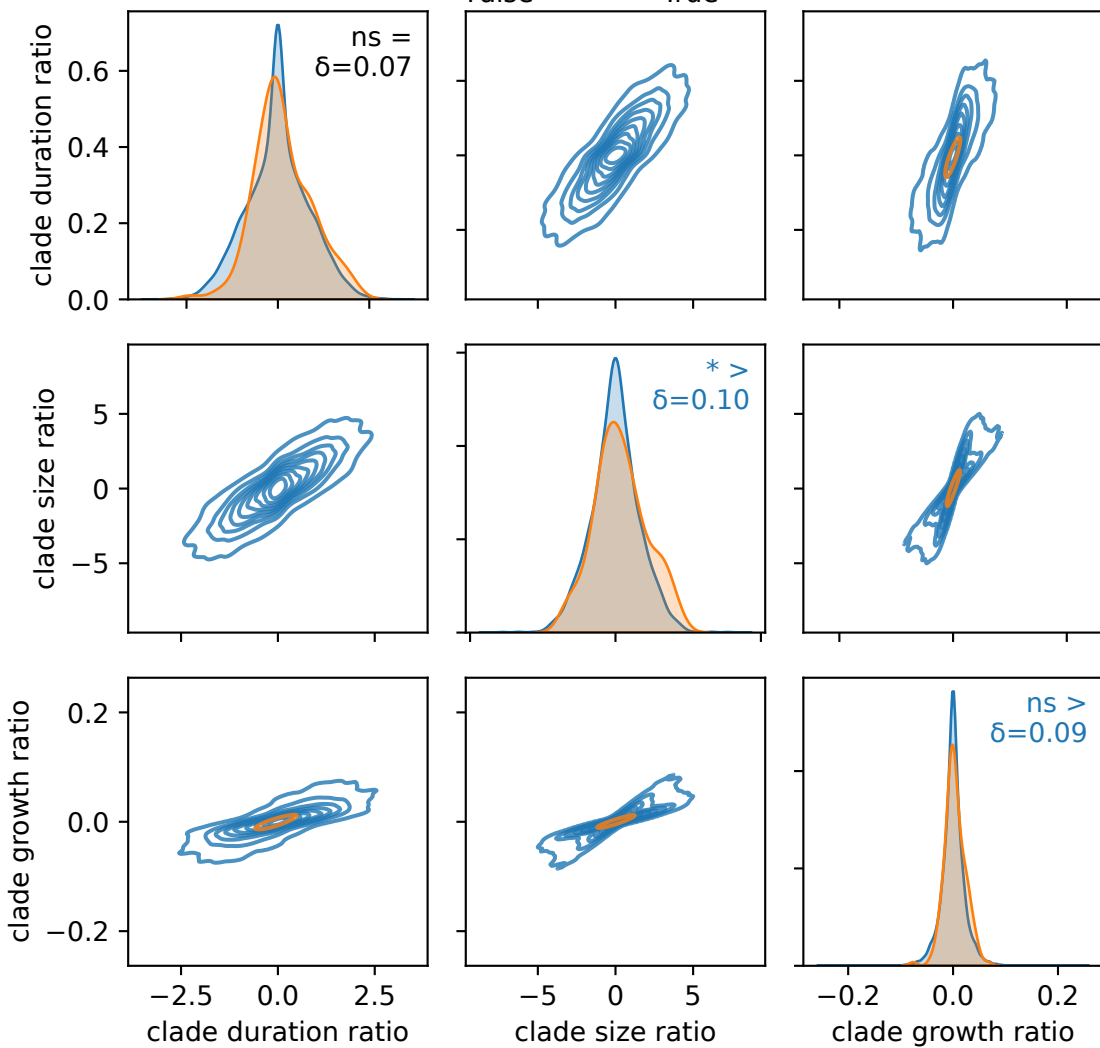 clade duration ratio
0.6
0.4
0.2
0.0
ns =
δ=0.07
clade size ratio
5
0
−5
* >
δ=0.10
clade growth ratio
0.2
0.0
−0.2
ns >
δ=0.09
−2.5 0.0 2.5
−5 0 5
−0.2 0.0 0.2
clade duration ratio
clade size ratio
clade growth ratio